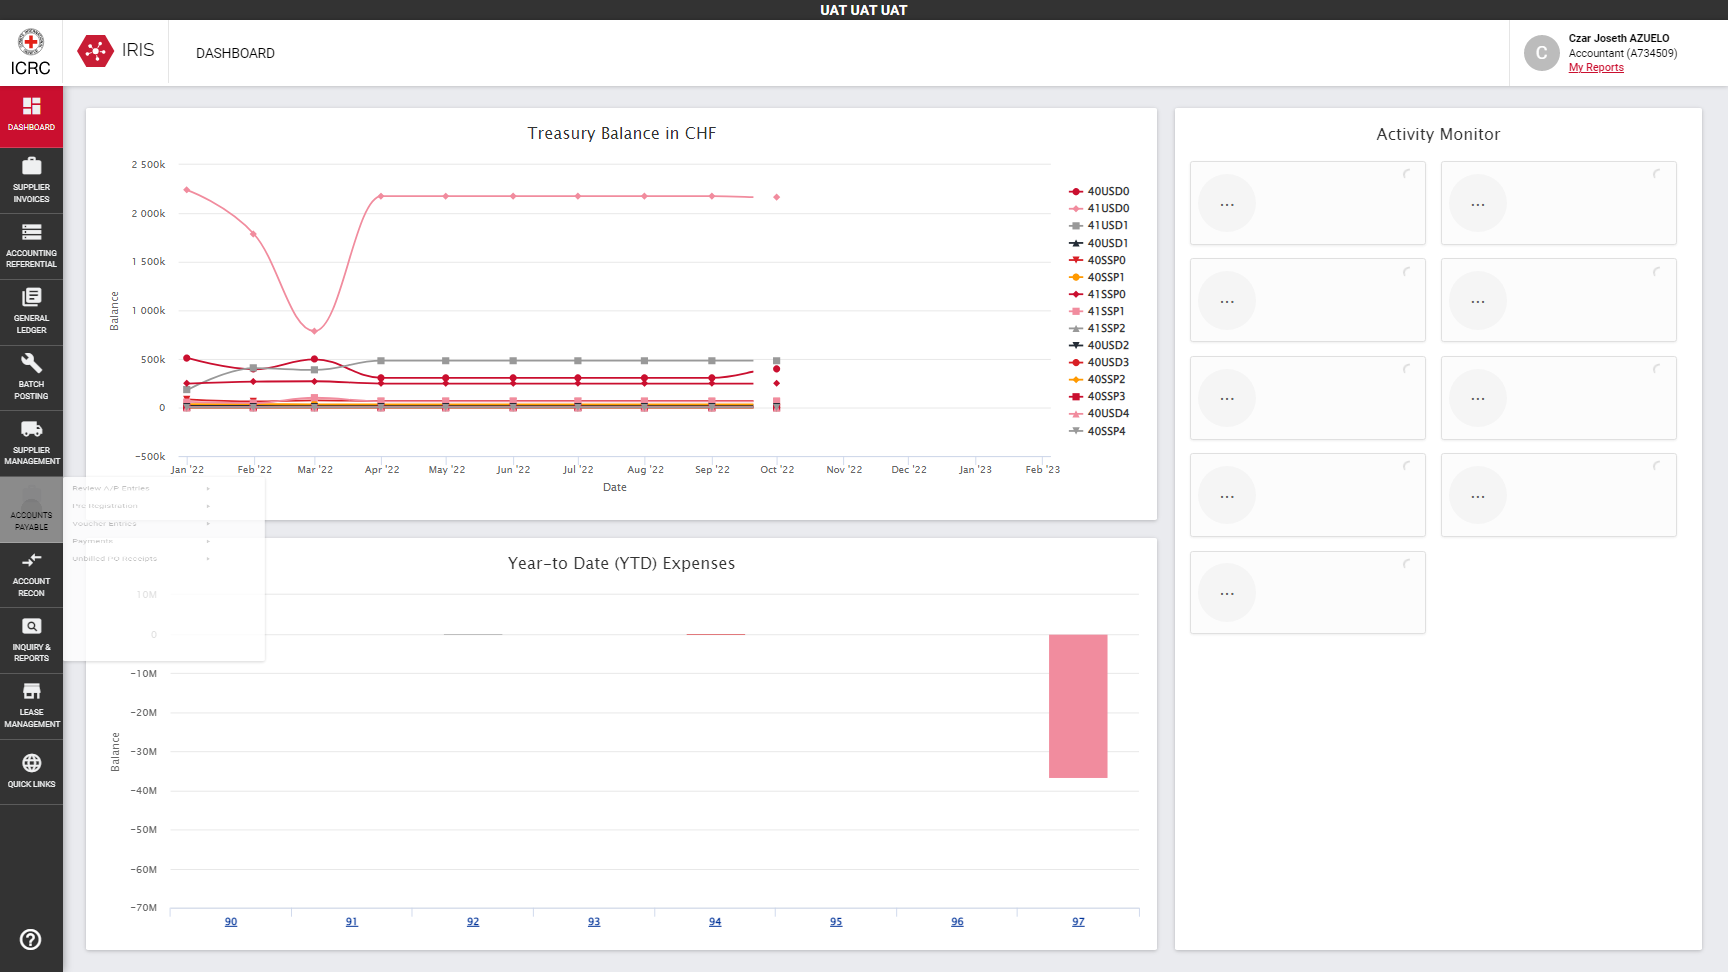 UAT UAT UAT
ICRC
IRIS
DASHBOARD
C
Czar Joseth AZUELO
Accountant (A734509)
My Reports
DASHBOARD
SUPPLIER
INVOICES
ACCOUNTING
REFERENTIAL
GENERAL
LEDGER
BATCH
POSTING
SUPPLIER
MANAGEMENT
ACCOUNTS
PAYABLE
ACCOUNT
RECON
INQUIRY &
REPORTS
LEASE
MANAGEMENT
QUICK LINKS
Review A/P Entries
Pre Registration
Voucher Entries
Payments
Unbilled PO Receipts
Treasury Balance in CHF
2 500k
2 000k
1 500k
1 000k
500k
0
-500k
Balance
Jan '22 Feb '22 Mar '22 Apr '22 May '22 Jun '22 Jul '22 Aug '22 Sep '22 Oct '22 Nov '22 Dec '22 Jan '23 Feb '23
Date
40USD0
41USD0
41USD1
40USD1
40SSP0
40SSP1
41SSP0
41SSP1
41SSP2
40USD2
40USD3
40SSP2
40SSP3
40USD4
40SSP4
Year-to Date (YTD) Expenses
10M
0
-10M
-20M
-30M
-40M
-50M
-60M
-70M
Balance
90 91 92 93 94 95 96 97
Activity Monitor
... ...
... ...
... ...
... ...
...